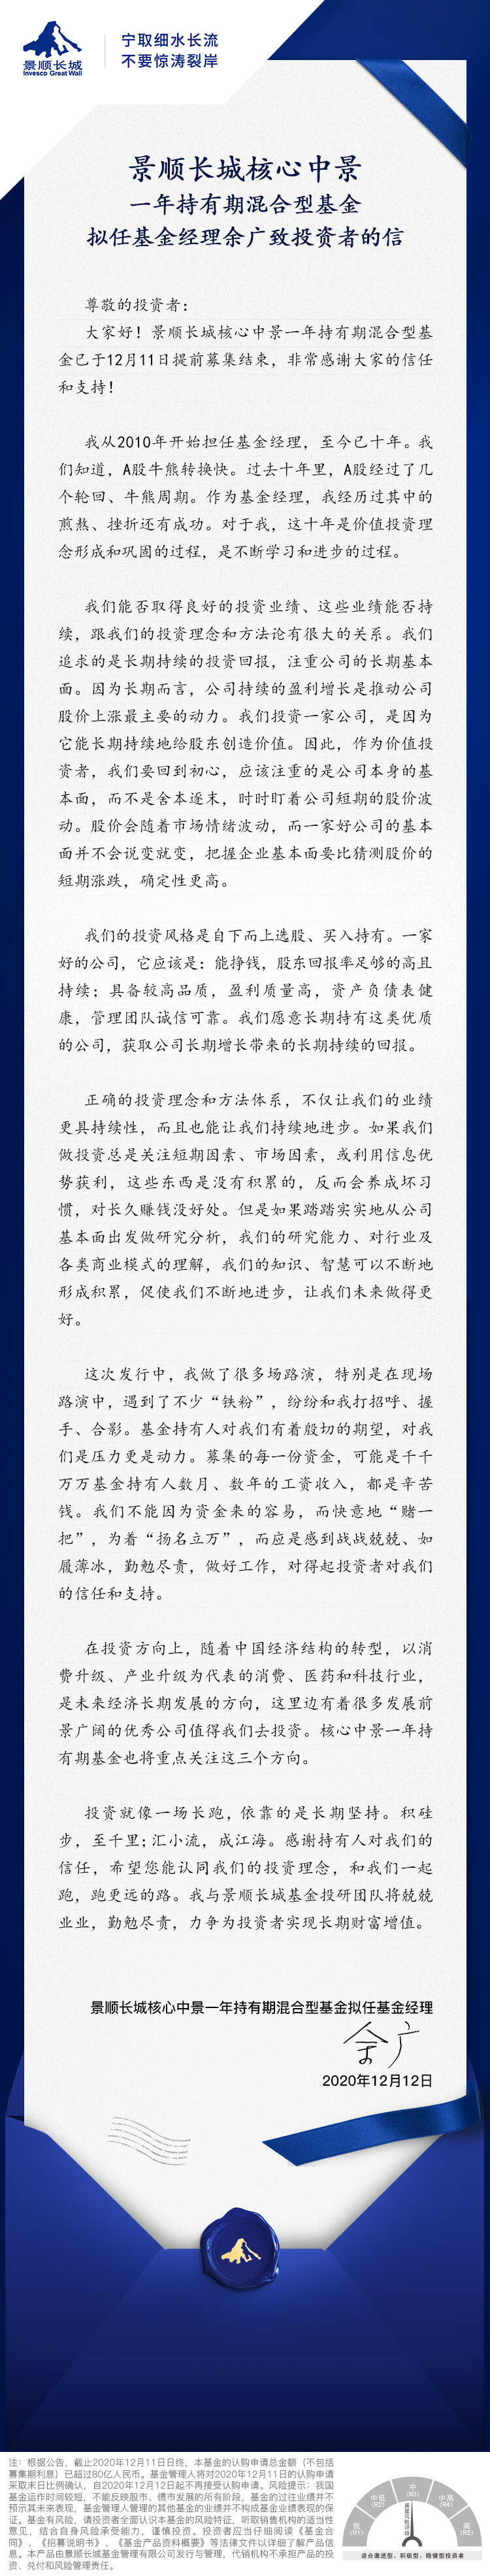 景顺长城
Invesco Great Wall
宁取细水长流
不要惊涛裂岸
景顺长城核心中景
一年持有期混合型基金
拟任基金经理余广致投资者的信
尊敬的投资者：
大家好！景顺长城核心中景一年持有期混合型基
金已于12月11日提前募集结束，非常感谢大家的信任
和支持！
我从2010年开始担任基金经理，至今已十年。我
们知道，A股牛熊转换快。过去十年里，A股经过了几
个轮回、牛熊周期。作为基金经理，我经历过其中的
煎熬、挫折还有成功。对于我，这十年是价值投资理
念形成和巩固的过程，是不断学习和进步的过程。
我们能否取得良好的投资业绩、这些业绩能否持
续，跟我们的投资理念和方法论有很大的关系。我们
追求的是长期持续的投资回报，注重公司的长期基本
面。因为长期而言，公司持续的盈利增长是推动公司
股价上涨最主要的动力。我们投资一家公司，是因为
它能长期持续地给股东创造价值。因此，作为价值投
资者，我们要回到初心，应该注重的是公司本身的基
本面，而不是舍本逐末，时时盯着公司短期的股价波
动。股价会随着市场情绪波动，而一家好公司的基本
面并不会说变就变，把握企业基本面要比猜测股价的
短期涨跌，确定性更高。
我们的投资风格是自下而上选股、买入持有。一家
好的公司，它应该是：能挣钱，股东回报率足够的高且
持续；具备较高品质，盈利质量高，资产负债表健
康，管理团队诚信可靠。我们愿意长期持有这类优质
的公司，获取公司长期增长带来的长期持续的回报。
正确的投资理念和方法体系，不仅让我们的业绩
更具持续性，而且也能让我们持续地进步。如果我们
做投资总是关注短期因素、市场因素，或利用信息优
势获利，这些东西是没有积累的，反而会养成坏习
惯，对长久赚钱没好处。但是如果踏踏实实地从公司
基本面出发做研究分析，我们的研究能力、对行业及
各类商业模式的理解，我们的知识、智慧可以不断地
形成积累，促使我们不断地进步，让我们未来做得更
好。
这次发行中，我做了很多场路演，特别是在现场
路演中，遇到了不少“铁粉”，纷纷和我打招呼、握
手、合影。基金持有人对我们有着殷切的期望，对我
们是压力更是动力。募集的每一份资金，可能是千千
万万基金持有人数月、数年的工资收入，都是辛苦
钱。我们不能因为资金来的容易，而快意地“赌一
把”，为着“扬名立万”，而应是感到战战兢兢、如
履薄冰，勤勉尽责，做好工作，对得起投资者对我们
的信任和支持。
在投资方向上，随着中国经济结构的转型，以消
费升级、产业升级为代表的消费、医药和科技行业，
是未来经济长期发展的方向，这里边有着很多发展前
景广阔的优秀公司值得我们去投资。核心中景一年持
有期基金也将重点关注这三个方向。
投资就像一场长跑，依靠的是长期坚持。积硅
步，至千里；汇小流，成江海。感谢持有人对我们的
信任，希望您能认同我们的投资理念，和我们一起
跑，跑更远的路。我与景顺长城基金投研团队将兢兢
业业，勤勉尽责，力争为投资者实现长期财富增值。
景顺长城核心中景一年持有期混合型基金拟任基金经理
余广
2020年12月12日
注：根据公告，截止2020年12月11日日终，本基金的认购申请总金额（不包括
募集期利息）已超过80亿人民币。基金管理人将对2020年12月11日的认购申请
采取末日比例确认，自2020年12月12日起不再接受认购申请。风险提示：我国
基金运作时间较短，不能反映股市、债市发展的所有阶段，基金的过往业绩并不
预示其未来表现，基金管理人管理的其他基金的业绩并不构成基金业绩表现的保
证。基金有风险，请投资者全面认识本基金的风险特征，听取销售机构的适当性
意见，结合自身风险承受能力，谨慎投资。投资者应当仔细阅读《基金合
同》、《招募说明书》、《基金产品资料概要》等法律文件以详细了解产品信
息。本产品由景顺长城基金管理有限公司发行与管理，代销机构不承担产品的投
资、兑付和风险管理责任。
低
(R1)
中低
(R2)
中
(R3)
中高
(R4)
高
(R5)
适合激进型、积极型、稳健型投资者